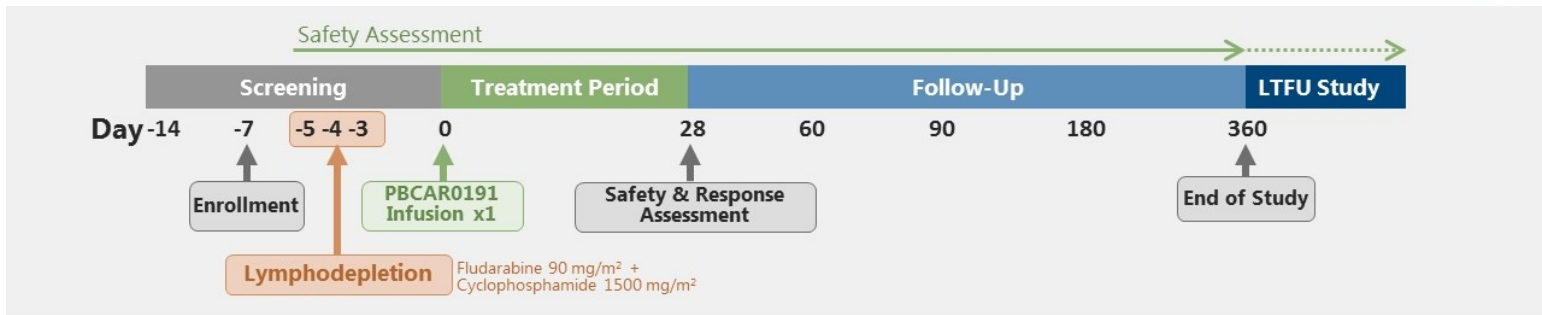 Safety Assessment
Screening Treatment Period Follow-Up LTFU Study
Day -14 -7 -5 -4 -3 0 28 60 90 180 360
Enrollment
PBCAR0191
Infusion x1
Safety & Response
Assessment
End of Study
Lymphodepletion
Fludarabine 90 mg/m² +
Cyclophosphamide 1500 mg/m²